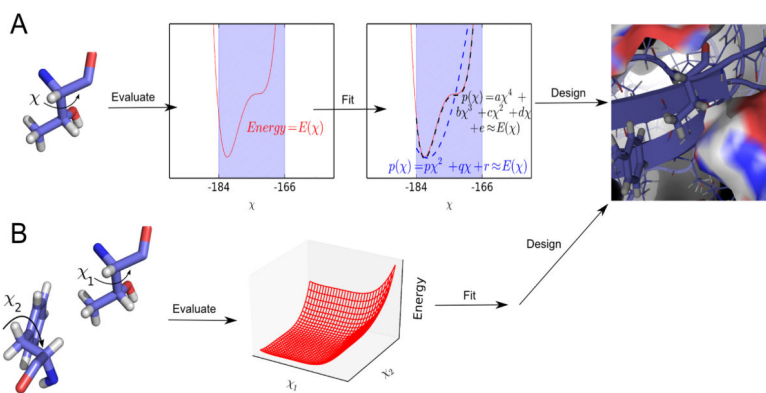 A
χ
Evaluate
Energy=E(χ)
-184
-166
χ
Fit
p(χ)=aχ⁴ +
bχ³ +cχ² +dχ
+e≈E(χ)
p(χ)=pχ² +qχ+r≈E(χ)
-184
-166
χ
Design
B
χ₁
χ₂
Evaluate
Energy
χ₁
χ₂
Fit
Design